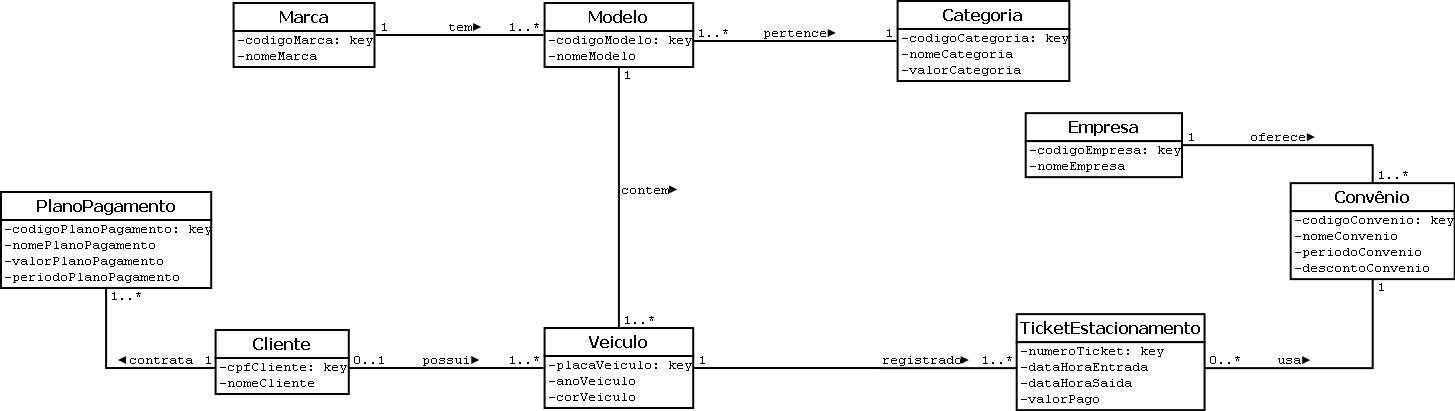 Marca
-codigoMarca: key
-nomeMarca
1
tem
1..*
Modelo
-codigoModelo: key
-nomeModelo
1..*
pertence
1
Categoria
-codigoCategoria: key
-nomeCategoria
-valorCategoria
1
contem
1..*
Empresa
-codigoEmpresa: key
-nomeEmpresa
1
oferece
1..*
Convênio
-codigoConvenio: key
-nomeConvenio
-periodoConvenio
-descontoConvenio
1
PlanoPagamento
-codigoPlanoPagamento: key
-nomePlanoPagamento
-valorPlanoPagamento
-periodoPlanoPagamento
1..*
contrata
1
Cliente
-cpfCliente: key
-nomeCliente
0..1
possui
1..*
Veiculo
-placaVeiculo: key
-anoVeiculo
-corVeiculo
1
registrado
1..*
TicketEstacionamento
-numeroTicket: key
-dataHoraEntrada
-dataHoraSaida
-valorPago
0..*
usa